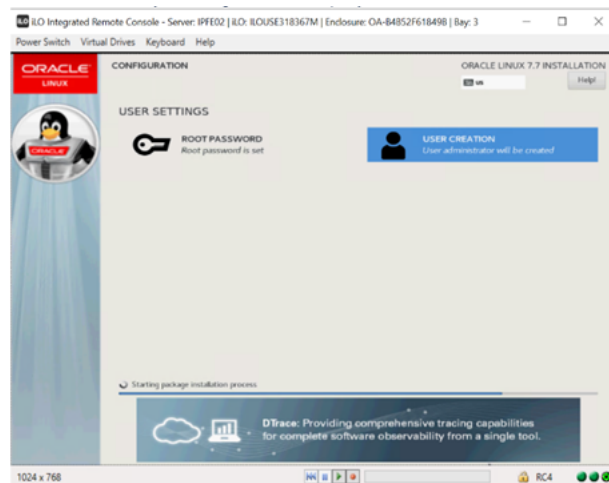 iLO Integrated Remote Console - Server: IPFE02 | iLO: ILOUSE318367M | Enclosure: OA-B4B52F61849B | Bay: 3
Power Switch Virtual Drives Keyboard Help
ORACLE
LINUX
CONFIGURATION
ORACLE LINUX 7.7 INSTALLATION
us
Help!
USER SETTINGS
ROOT PASSWORD
Root password is set
USER CREATION
User administrator will be created
ORACLE
Starting package installation process
DTrace: Providing comprehensive tracing capabilities
for complete software observability from a single tool.
1024 x 768
RC4